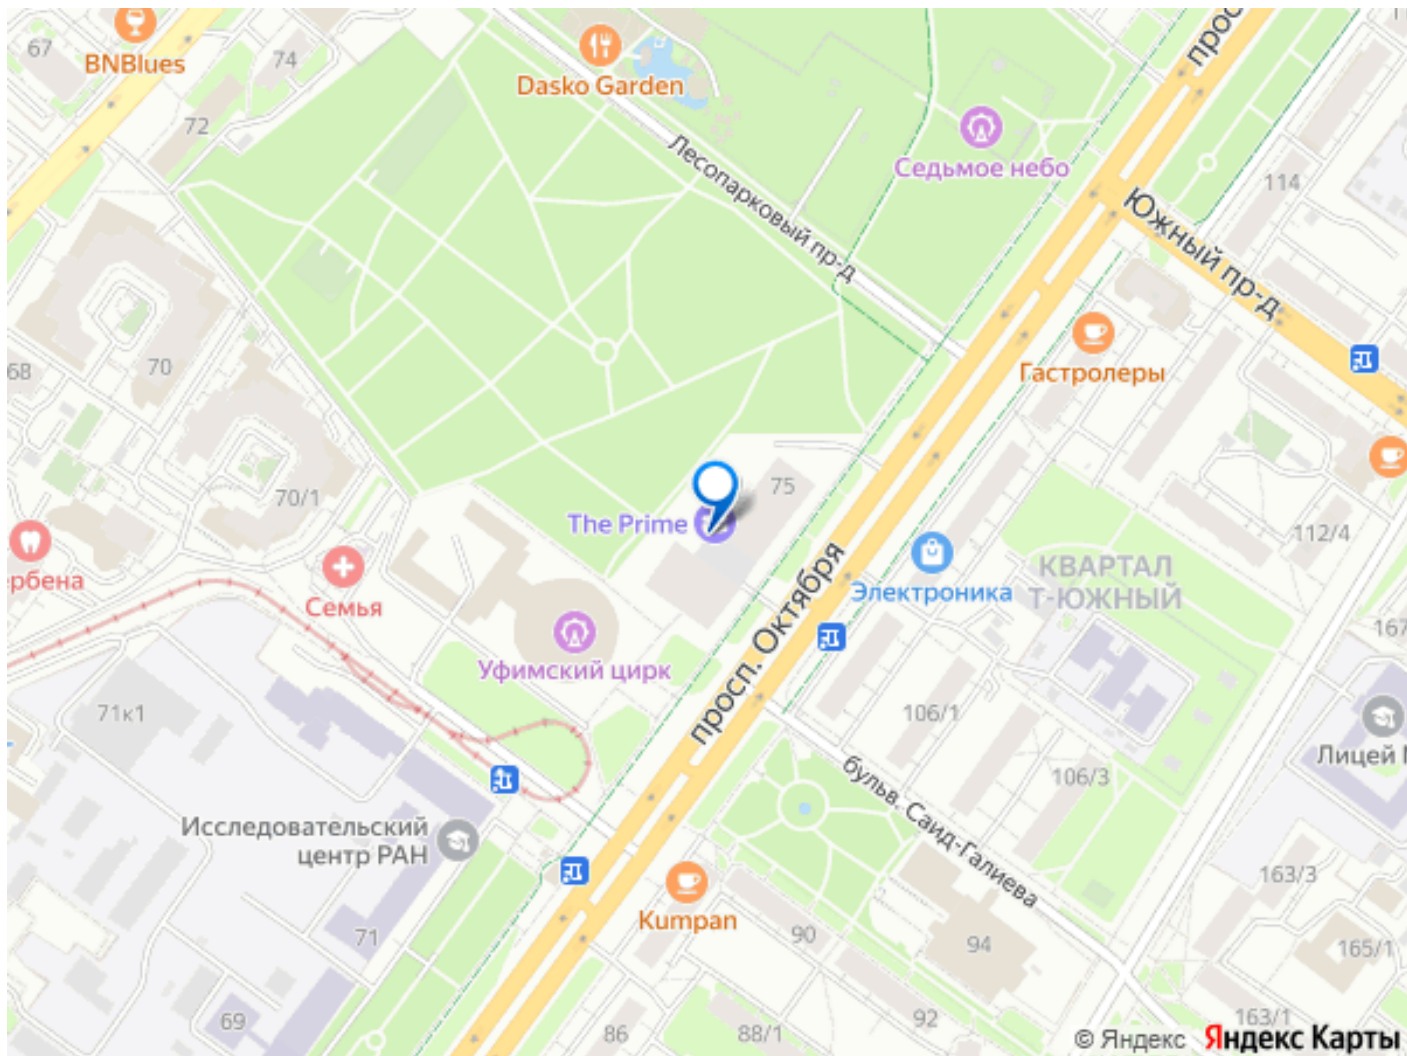 67
BNBlues
74
72
Dasko Garden
Лесопарковый пр-д
Седьмое небо
114
Южный пр-д
Гастролеры
68
70
70/1
75
The Prime
112/4
КВАРТАЛ
Т-ЮЖНЫЙ
Электроника
просп. Октября
Семья
Уфимский цирк
71к1
106/1
106/3
бульв. Саид-Галиева
Исследовательский
центр РАН
71
69
Kumpan
90
94
86
88/1
92
163/3
165/1
163/1
© Яндекс Яндекс Карты